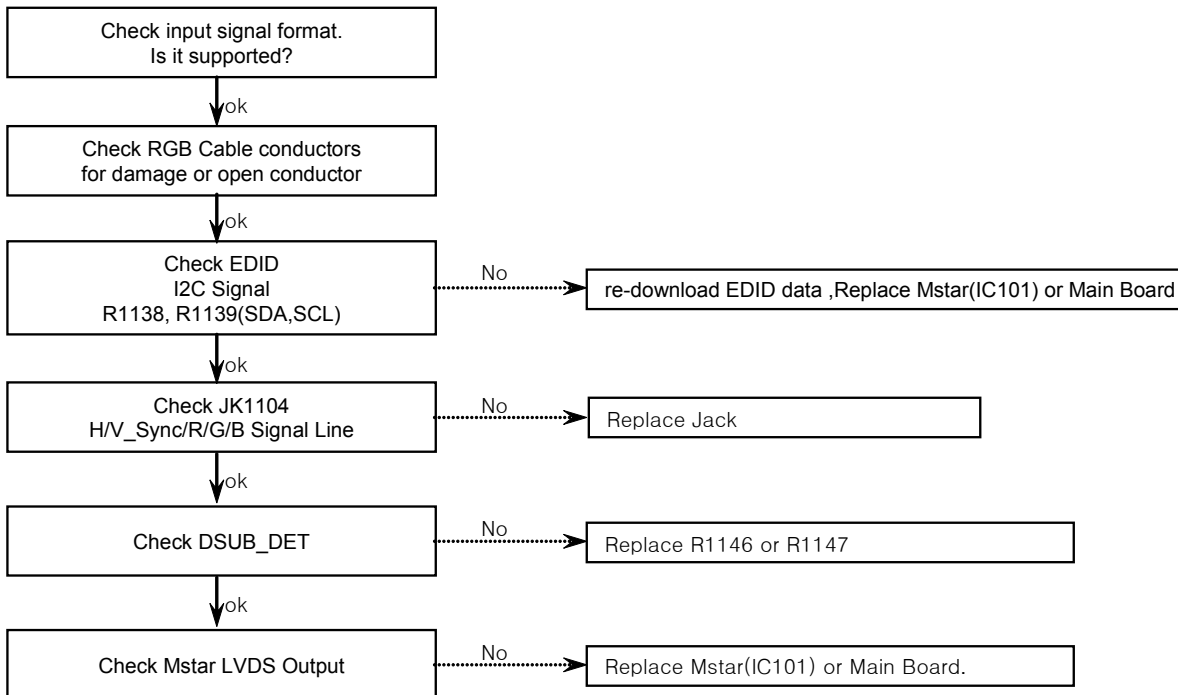 Check input signal format.
Is it supported?
ok
Check RGB Cable conductors
for damage or open conductor
ok
Check EDID
I2C Signal
R1138, R1139(SDA,SCL)
No
re-download EDID data ,Replace Mstar(IC101) or Main Board
ok
Check JK1104
H/V_Sync/R/G/B Signal Line
No
Replace Jack
ok
Check DSUB_DET
No
Replace R1146 or R1147
ok
Check Mstar LVDS Output
No
Replace Mstar(IC101) or Main Board.